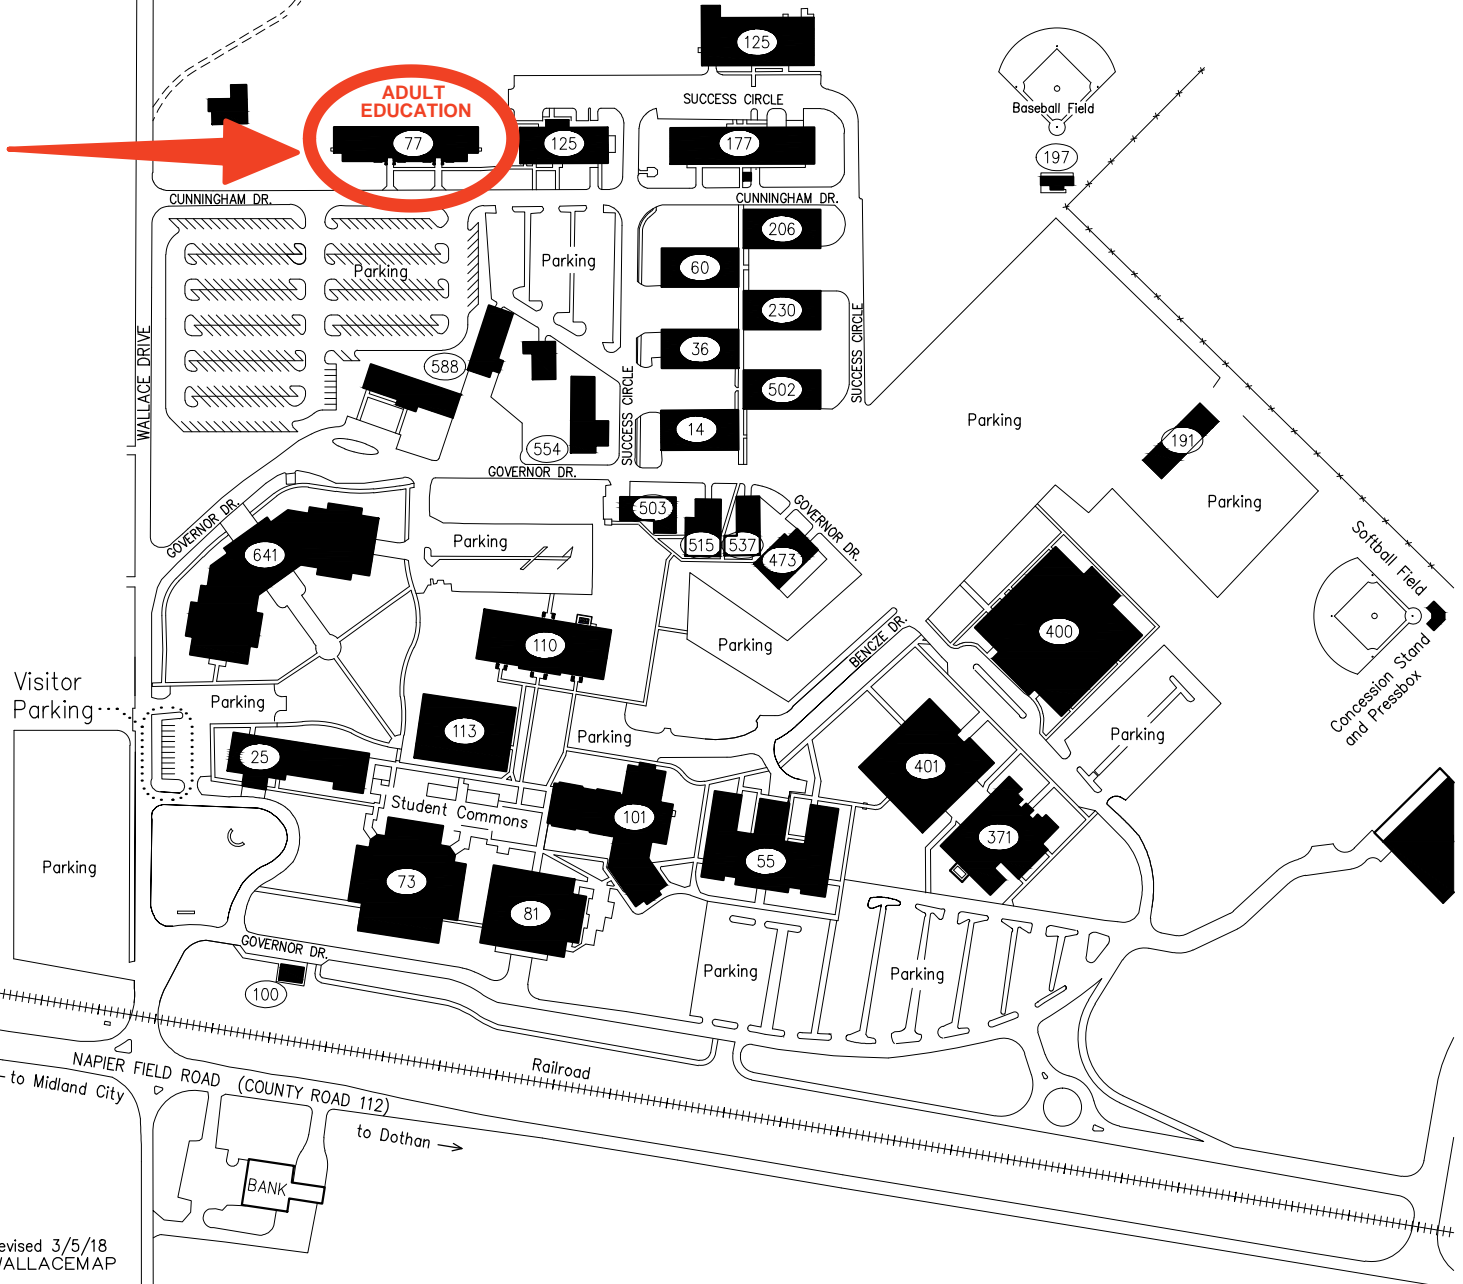 125
SUCCESS CIRCLE
ADULT
EDUCATION
77
125
177
Baseball Field
197
CUNNINGHAM DR.
CUNNINGHAM DR.
206
60
Parking
Parking
230
SUCCESS CIRCLE
WALLACE DRIVE
36
588
502
SUCCESS CIRCLE
14
Parking
191
554
GOVERNOR DR.
Parking
503
GOVERNOR DR.
GOVERNOR DR.
641
Parking
515
537
473
Softball Field
400
110
Parking
BENCZE DR.
Concession Stand
and Pressbox
Visitor
Parking
Parking
113
Parking
Parking
25
401
Student Commons
101
371
Parking
55
73
81
GOVERNOR DR.
Parking
Parking
100
Railroad
NAPIER FIELD ROAD (COUNTY ROAD 112)
to Midland City
to Dothan
BANK
evised 3/5/18
WALLACEMAP